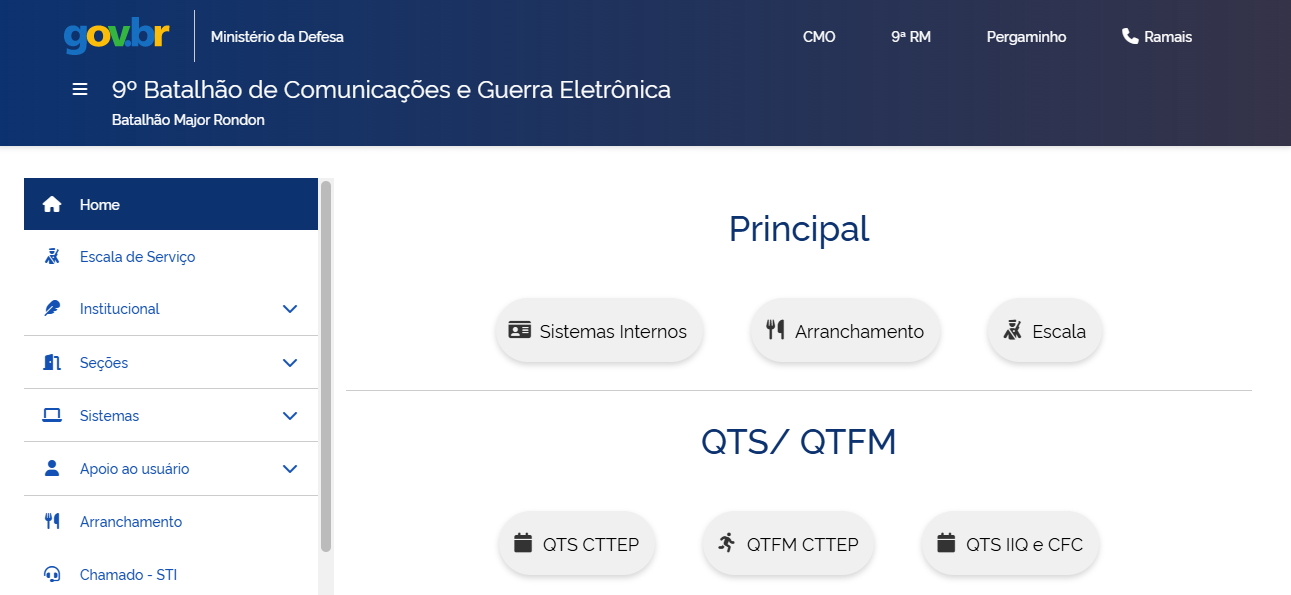 gov.br
Ministério da Defesa
CMO
9ª RM
Pergaminho
Ramais
9º Batalhão de Comunicações e Guerra Eletrônica
Batalhão Major Rondon
Home
Escala de Serviço
Institucional
Seções
Sistemas
Apoio ao usuário
Arranchamento
Chamado - STI
Principal
Sistemas Internos
Arranchamento
Escala
QTS/ QTFM
QTS CTTEP
QTFM CTTEP
QTS IIQ e CFC